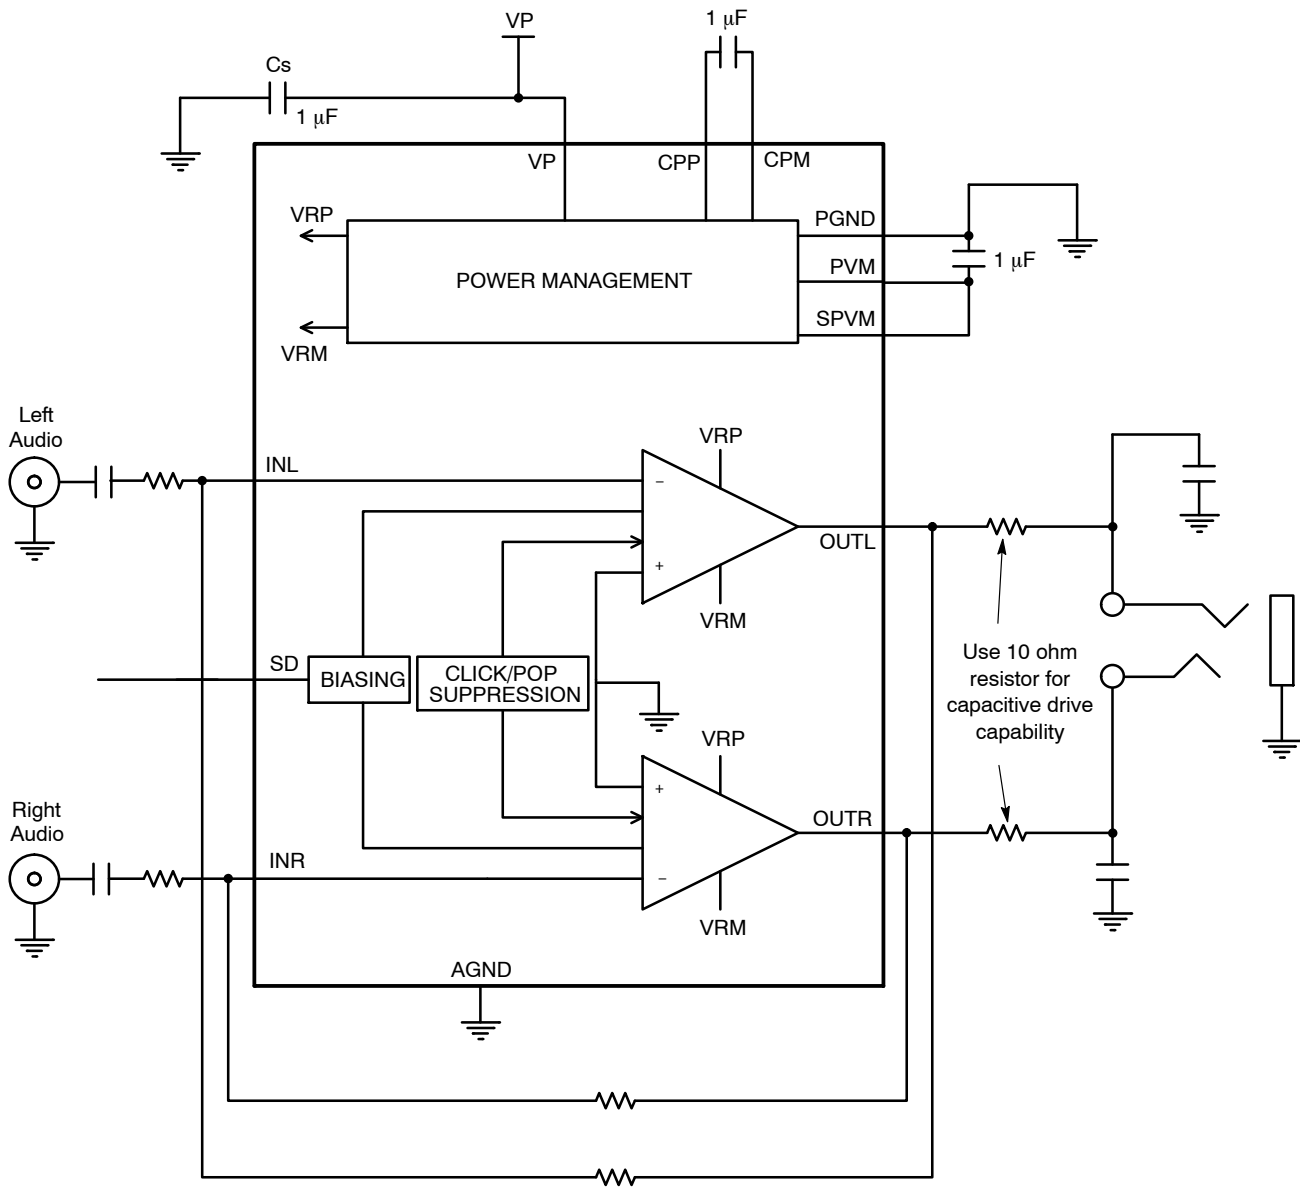 VP
1 μF
Cs
1 μF
VP
CPP
CPM
VRP
PGND
POWER MANAGEMENT
PVM
1 μF
SPVM
VRM
Left
Audio
VRP
INL
−
OUTL
+
VRM
SD
BIASING
CLICK/POP
SUPPRESSION
Use 10 ohm
resistor for
capacitive drive
capability
VRP
+
Right
Audio
OUTR
INR
−
VRM
AGND